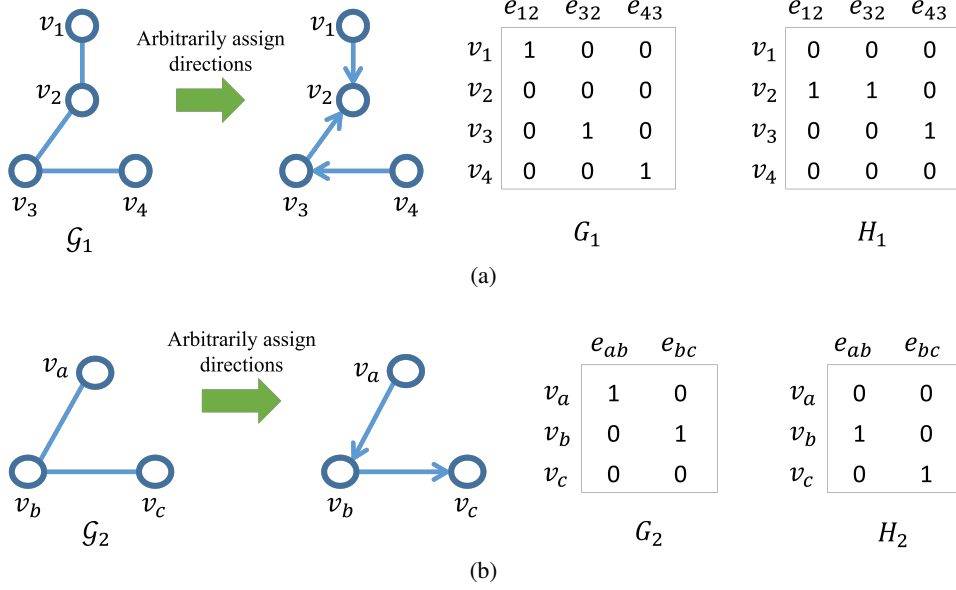 v1
Arbitrarily assign
directions
v1
v2
v2
v3
v4
v3
v4
𝒢1
e12 e32 e43
v1 1 0 0
v2 0 0 0
v3 0 1 0
v4 0 0 1
G1
e12 e32 e43
v1 0 0 0
v2 1 1 0
v3 0 0 1
v4 0 0 0
H1
(a)
Arbitrarily assign
directions
va
va
vb
vc
vb
vc
𝒢2
eab ebc
va 1 0
vb 0 1
vc 0 0
G2
eab ebc
va 0 0
vb 1 0
vc 0 1
H2
(b)